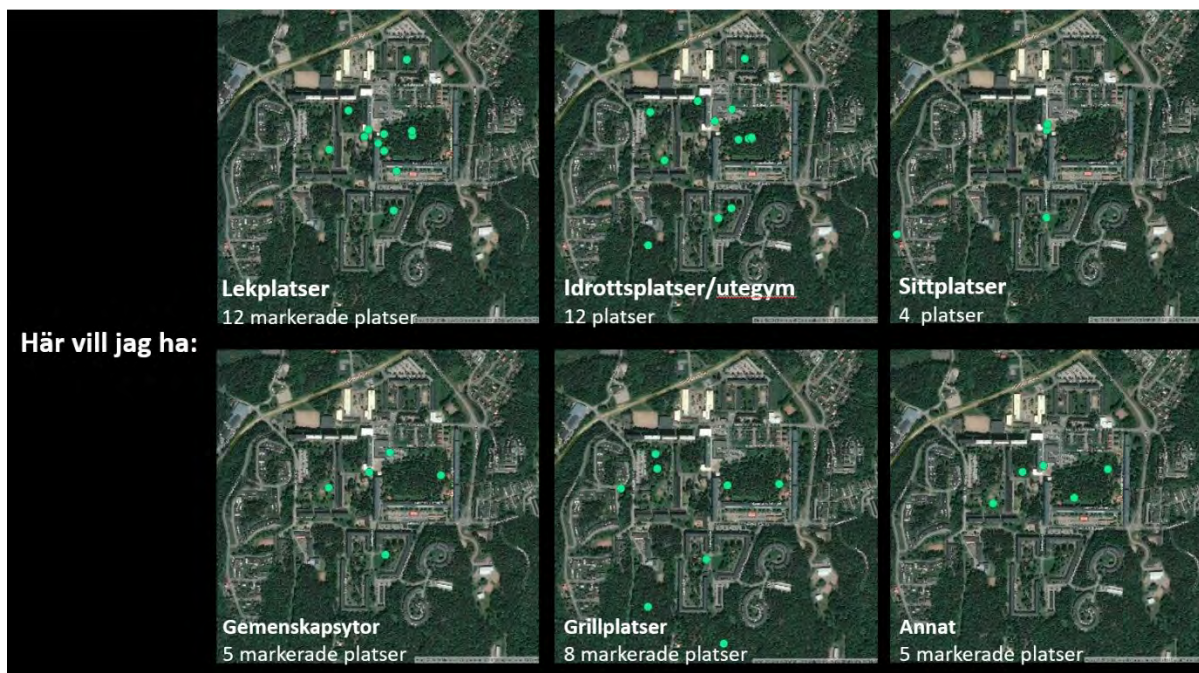 Här vill jag ha:
Lekplatser
12 markerade platser
Idrottsplatser/utegym
12 platser
Sittplatser
4 platser
Gemenskapsytor
5 markerade platser
Grillplatser
8 markerade platser
Annat
5 markerade platser